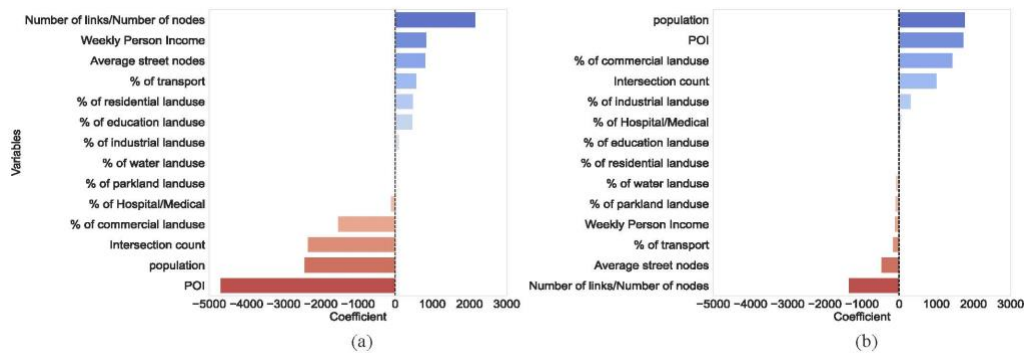 Variables
Number of links/Number of nodes
Weekly Person Income
Average street nodes
% of transport
% of residential landuse
% of education landuse
% of industrial landuse
% of water landuse
% of parkland landuse
% of Hospital/Medical
% of commercial landuse
Intersection count
population
POI
−5000 −4000 −3000 −2000 −1000 0 1000 2000 3000
Coefficient
(a)
population
POI
% of commercial landuse
Intersection count
% of industrial landuse
% of Hospital/Medical
% of education landuse
% of residential landuse
% of water landuse
% of parkland landuse
Weekly Person Income
% of transport
Average street nodes
Number of links/Number of nodes
−5000 −4000 −3000 −2000 −1000 0 1000 2000 3000
Coefficient
(b)